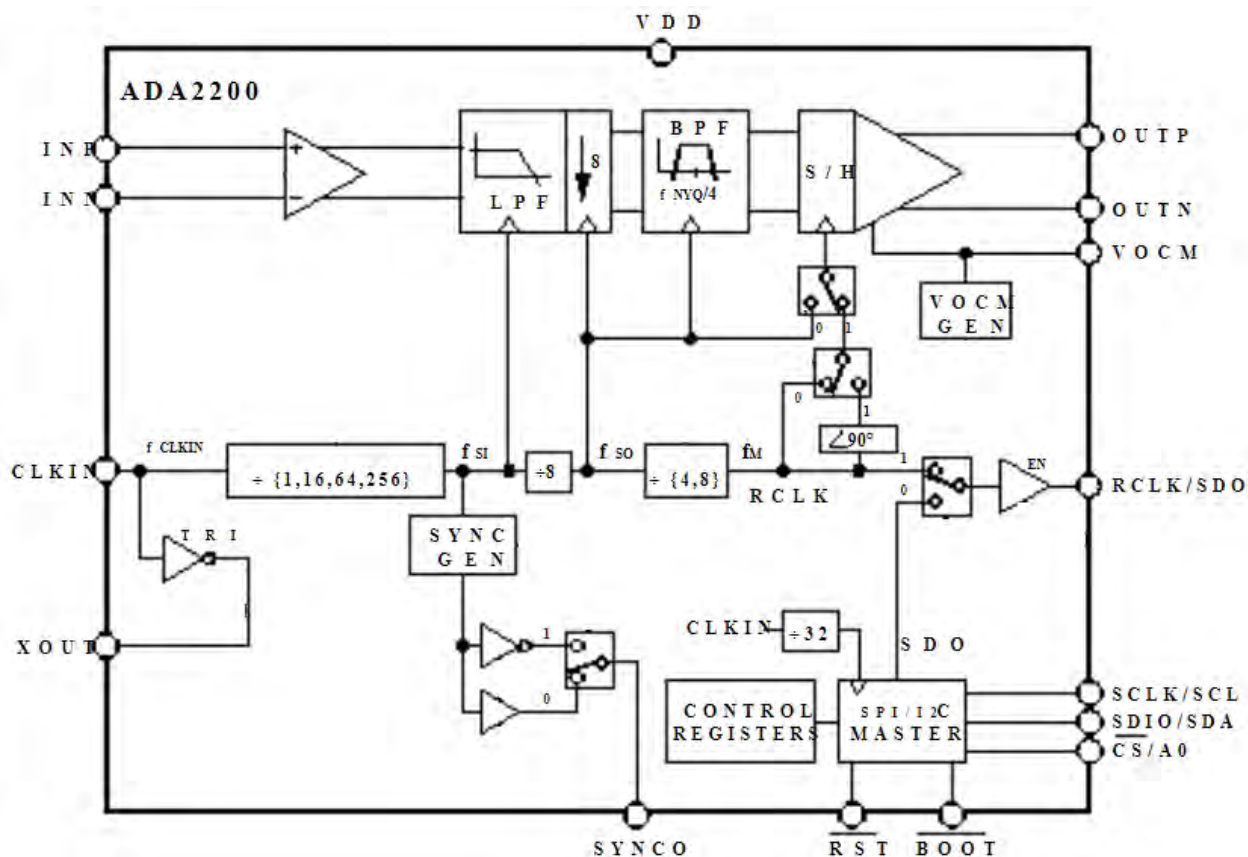 VDD
ADA2200
INP
INN
+
−
LPF
8
BPF
f NYQ/4
S/H
OUTP
OUTN
VOCM
VOCM
GEN
0
1
0
1
∠90°
f CLKIN
CLKIN
÷ {1,16,64,256}
f SI
÷8
f SO
÷ {4,8}
fM
RCLK
1
0
EN
RCLK/SDO
TRI
XOUT
SYNC
GEN
1
0
CLKIN
÷32
SDO
CONTROL
REGISTERS
SPI/I2C
MASTER
SCLK/SCL
SDIO/SDA
C̅S̅/A0
SYNCO
R̅S̅T̅
B̅O̅O̅T̅